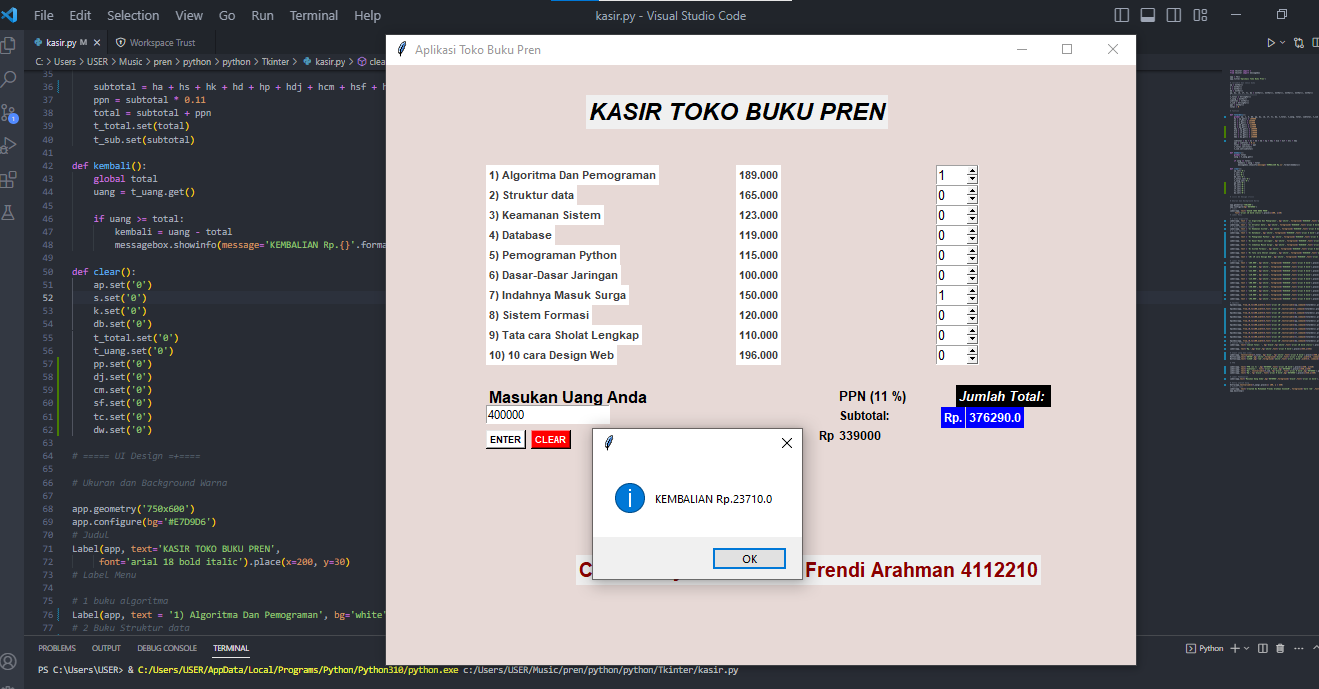 File Edit Selection View Go Run Terminal Help
kasir.py - Visual Studio Code
kasir.py M
Workspace Trust
C: > Users > USER > Music > pren > python > python > Tkinter > kasir.py > clea
35
36 subtotal = ha + hs + hk + hd + hp + hdj + hcm + hsf +
37 ppn = subtotal * 0.11
38 total = subtotal + ppn
39 t_total.set(total)
40 t_sub.set(subtotal)
41
42 def kembali():
43 global total
44 uang = t_uang.get()
45
46 if uang >= total:
47 kembali = uang - total
48 messagebox.showinfo(message='KEMBALIAN Rp.{}'.forma
49
50 def clear():
51 ap.set('0')
52 s.set('0')
53 k.set('0')
54 db.set('0')
55 t_total.set('0')
56 t_uang.set('0')
57 pp.set('0')
58 dj.set('0')
59 cm.set('0')
60 sf.set('0')
61 tc.set('0')
62 dw.set('0')
63
64 # ===== UI Design =+====
65
66 # Ukuran dan Background Warna
67
68 app.geometry('750x600')
69 app.configure(bg='#E7D9D6')
70 # Judul
71 Label(app, text='KASIR TOKO BUKU PREN',
72 font='arial 18 bold italic').place(x=200, y=30)
73 # Label Menu
74
75 # 1 buku algoritma
76 Label(app, text = '1) Algoritma Dan Pemograman', bg='white'
77 # 2 Buku Struktur data
Aplikasi Toko Buku Pren
KASIR TOKO BUKU PREN
1) Algoritma Dan Pemograman 189.000 1
2) Struktur data 165.000 0
3) Keamanan Sistem 123.000 0
4) Database 119.000 0
5) Pemograman Python 115.000 0
6) Dasar-Dasar Jaringan 100.000 0
7) Indahnya Masuk Surga 150.000 1
8) Sistem Formasi 120.000 0
9) Tata cara Sholat Lengkap 110.000 0
10) 10 cara Design Web 196.000 0
Masukan Uang Anda PPN (11 %) Jumlah Total:
400000 Subtotal: Rp. 376290.0
ENTER CLEAR Rp 339000
KEMBALIAN Rp.23710.0
OK
C Frendi Arahman 4112210
PROBLEMS OUTPUT DEBUG CONSOLE TERMINAL
Python
PS C:\Users\USER> & C:/Users/USER/AppData/Local/Programs/Python/Python310/python.exe c:/Users/USER/Music/pren/python/python/Tkinter/kasir.py